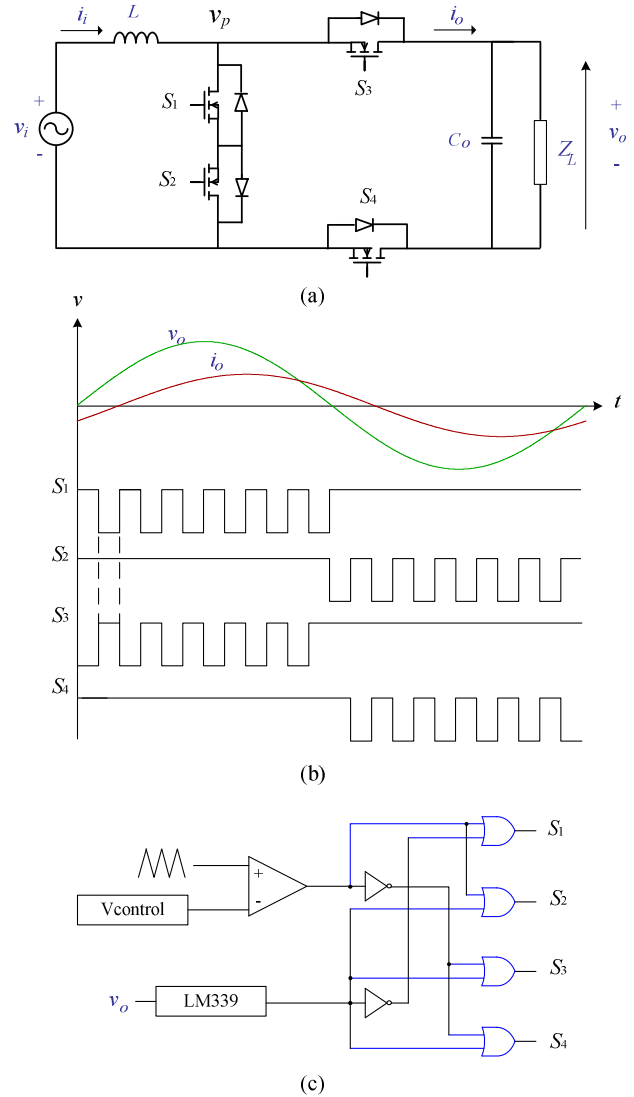 i_i L v_p i_o
S_3
S_1
+ v_i -
S_2
C_o Z_L + v_o -
S_4
(a)
v
v_o
i_o
t
S_1
S_2
S_3
S_4
(b)
S_1
+
-
Vcontrol
S_2
S_3
v_o LM339
S_4
(c)